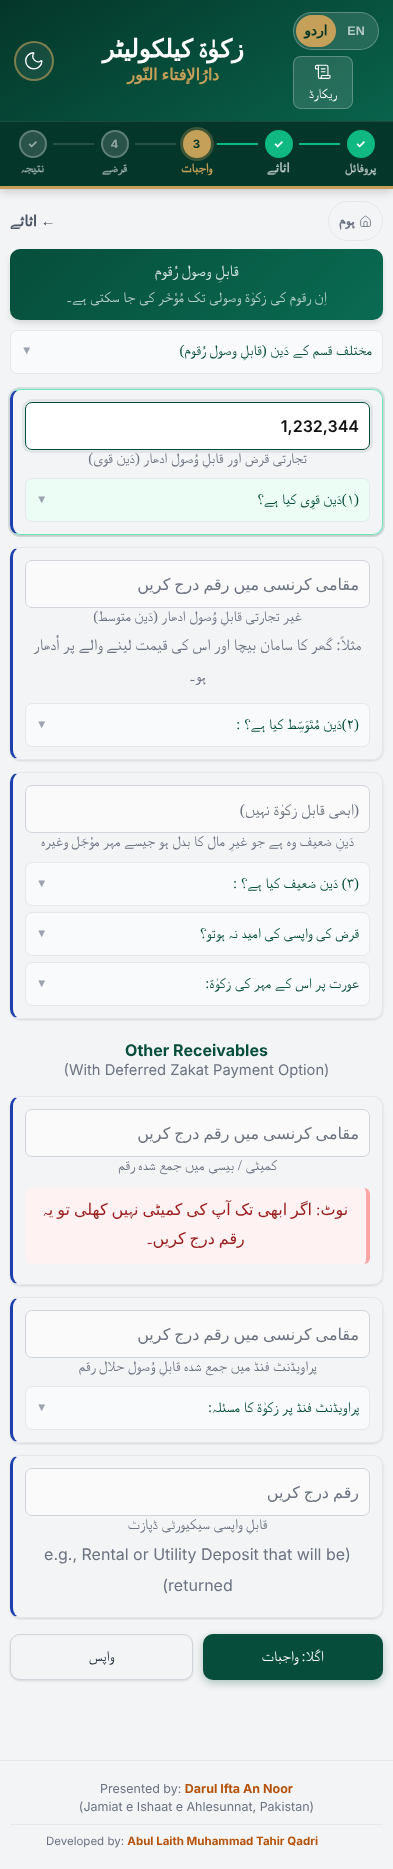 زکوٰۃ کیلکولیٹر
دارُالإفتاء النّور
اردو
EN
ریکارڈ
پروفائل
اثاثے
3
واجبات
4
قرضے
نتیجہ
ہوم
← اثاثے
قابلِ وصول رُقوم
اِن رقوم کی زکوٰۃ وصولی تک مُؤخَر کی جا سکتی ہے۔
مختلف قسم کے دَین (قابلِ وصول رُقوم)
1,232,344
تجارتی قرض اور قابلِ وُصول ادھار (دَین قوی)
(۱)دَین قوِی کیا ہے؟
مقامی کرنسی میں رقم درج کریں
غیر تجارتی قابلِ وُصول ادھار (دَین متوسط)
مثلاً: گھر کا سامان بیچا اور اس کی قیمت لینے والے پر اُدھار
ہو۔
(۲)دَین مُتَوَسِّط کیا ہے؟ :
(ابھی قابل زکوٰۃ نہیں)
دَینِ ضعیف وہ ہے جو غیرِ مال کا بدل ہو جیسے مہر مؤجَل وغیرہ
(۳) دَین ضعیف کیا ہے؟ :
قرض کی واپسی کی امید نہ ہوتو؟
عورت پر اس کے مہر کی زکوٰۃ:
Other Receivables
(With Deferred Zakat Payment Option)
مقامی کرنسی میں رقم درج کریں
کمیٹی / بیسی میں جمع شدہ رقم
نوٹ: اگر ابھی تک آپ کی کمیٹی نہیں کھلی تو یہ
رقم درج کریں۔
مقامی کرنسی میں رقم درج کریں
پراویڈنٹ فنڈ میں جمع شدہ قابلِ وُصول حلال رقم
پراویڈنٹ فنڈ پر زکوٰۃ کا مسئلہ:
رقم درج کریں
قابلِ واپسی سیکیورٹی ڈپازٹ
e.g., Rental or Utility Deposit that will be)
(returned
اگلا: واجبات
واپس
Presented by: Darul Ifta An Noor
(Jamiat e Ishaat e Ahlesunnat, Pakistan)
Developed by: Abul Laith Muhammad Tahir Qadri